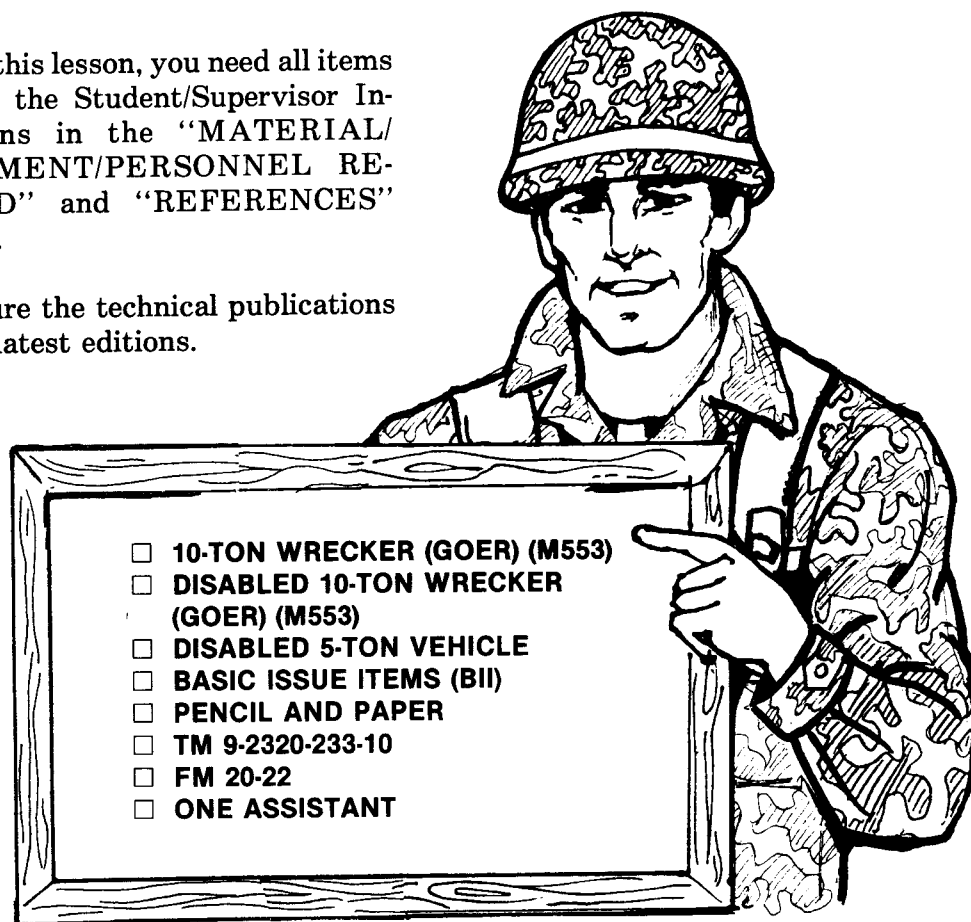 this lesson, you need all items
the Student/Supervisor In-
ns in the "MATERIAL/
MENT/PERSONNEL RE-
D" and "REFERENCES"
.
ure the technical publications
latest editions.
□ 10-TON WRECKER (GOER) (M553)
□ DISABLED 10-TON WRECKER
(GOER) (M553)
□ DISABLED 5-TON VEHICLE
□ BASIC ISSUE ITEMS (BII)
□ PENCIL AND PAPER
□ TM 9-2320-233-10
□ FM 20-22
□ ONE ASSISTANT